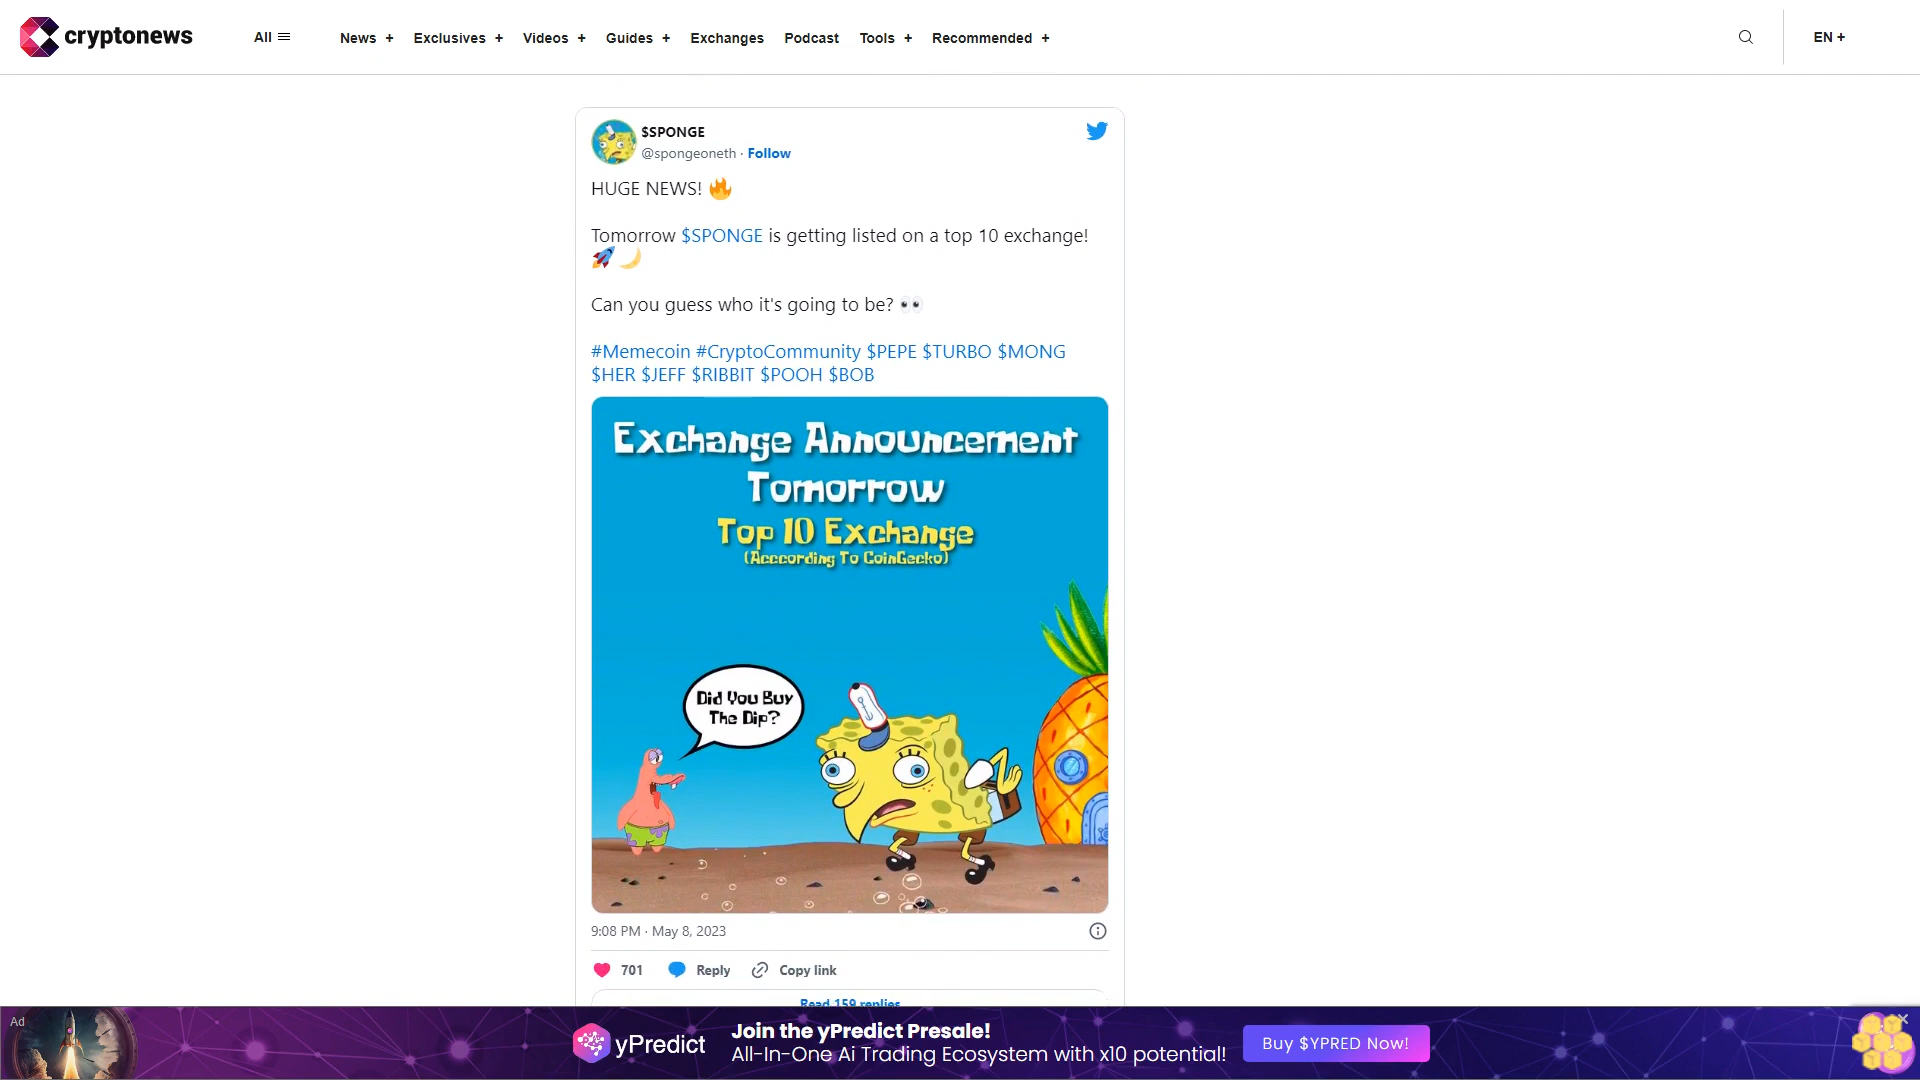 cryptonews
All
News +
Exclusives +
Videos +
Guides +
Exchanges
Podcast
Tools +
Recommended +
EN +
$SPONGE
@spongeoneth · Follow
HUGE NEWS! 🔥
Tomorrow $SPONGE is getting listed on a top 10 exchange!
🚀🌙
Can you guess who it's going to be? 👀
#Memecoin #CryptoCommunity $PEPE $TURBO $MONG
$HER $JEFF $RIBBIT $POOH $BOB
Exchange Announcement
Tomorrow
Top 10 Exchange
(Acccording To CoinGecko)
Did You Buy
The Dip?
9:08 PM · May 8, 2023
701
Reply
Copy link
Read 159 replies
Ad
yPredict
Join the yPredict Presale!
All-In-One Ai Trading Ecosystem with x10 potential!
Buy $YPRED Now!